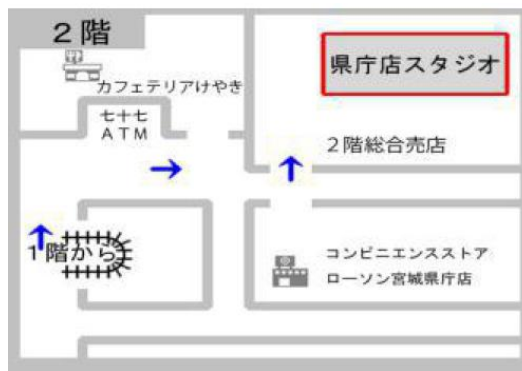 2階
カフェテリアけやき
七十七
ATM
県庁店スタジオ
2階総合売店
1階から
コンビニエンスストア
ローソン宮城県庁店